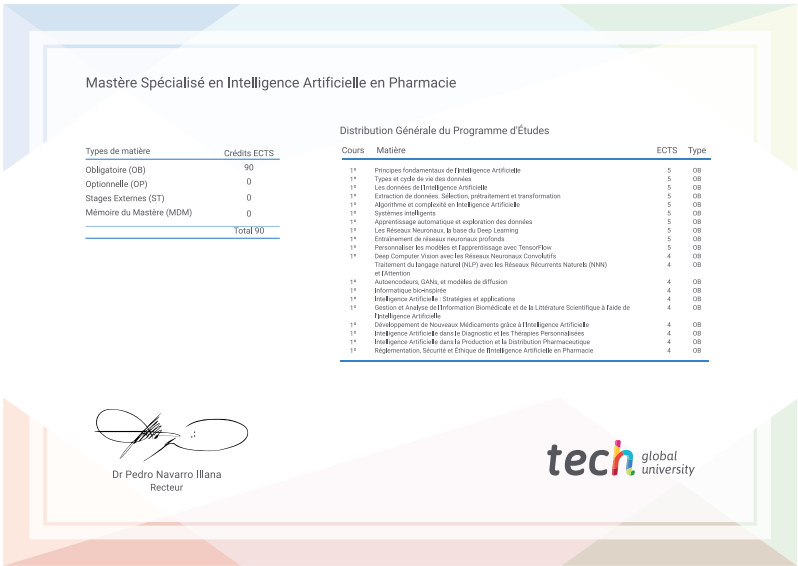 Mastère Spécialisé en Intelligence Artificielle en Pharmacie
Types de matière Crédits ECTS
Obligatoire (OB) 90
Optionnelle (OP) 0
Stages Externes (ST) 0
Mémoire du Mastère (MDM) 0
Total 90
Distribution Générale du Programme d'Études
Cours Matière ECTS Type
1º Principes fondamentaux de l'Intelligence Artificielle 5 OB
1º Types et cycle de vie des données 5 OB
1º Les données de l'Intelligence Artificielle 5 OB
1º Extraction de données. Sélection, prétraitement et transformation 5 OB
1º Algorithme et complexité en Intelligence Artificielle 5 OB
1º Systèmes intelligents 5 OB
1º Apprentissage automatique et exploration des données 5 OB
1º Les Réseaux Neuronaux, la base du Deep Learning 5 OB
1º Entraînement de réseaux neuronaux profonds 5 OB
1º Personnaliser les modèles et l'apprentissage avec TensorFlow 5 OB
1º Deep Computer Vision avec les Réseaux Neuronaux Convolutifs 4 OB
Traitement du langage naturel (NLP) avec les Réseaux Récurrents Naturels (NNN) 4 OB
et l'Attention
1º Autoencodeurs, GANs, et modèles de diffusion 4 OB
1º Informatique bio-inspirée 4 OB
1º Intelligence Artificielle : Stratégies et applications 4 OB
1º Gestion et Analyse de l'Information Biomédicale et de la Littérature Scientifique à l'aide de 4 OB
l'Intelligence Artificielle
1º Développement de Nouveaux Médicaments grâce à l'Intelligence Artificielle 4 OB
1º Intelligence Artificielle dans le Diagnostic et les Thérapies Personnalisées 4 OB
1º Intelligence Artificielle dans la Production et la Distribution Pharmaceutique 4 OB
1º Réglementation, Sécurité et Éthique de l'Intelligence Artificielle en Pharmacie 4 OB
Dr Pedro Navarro Illana
Recteur
tech global
university